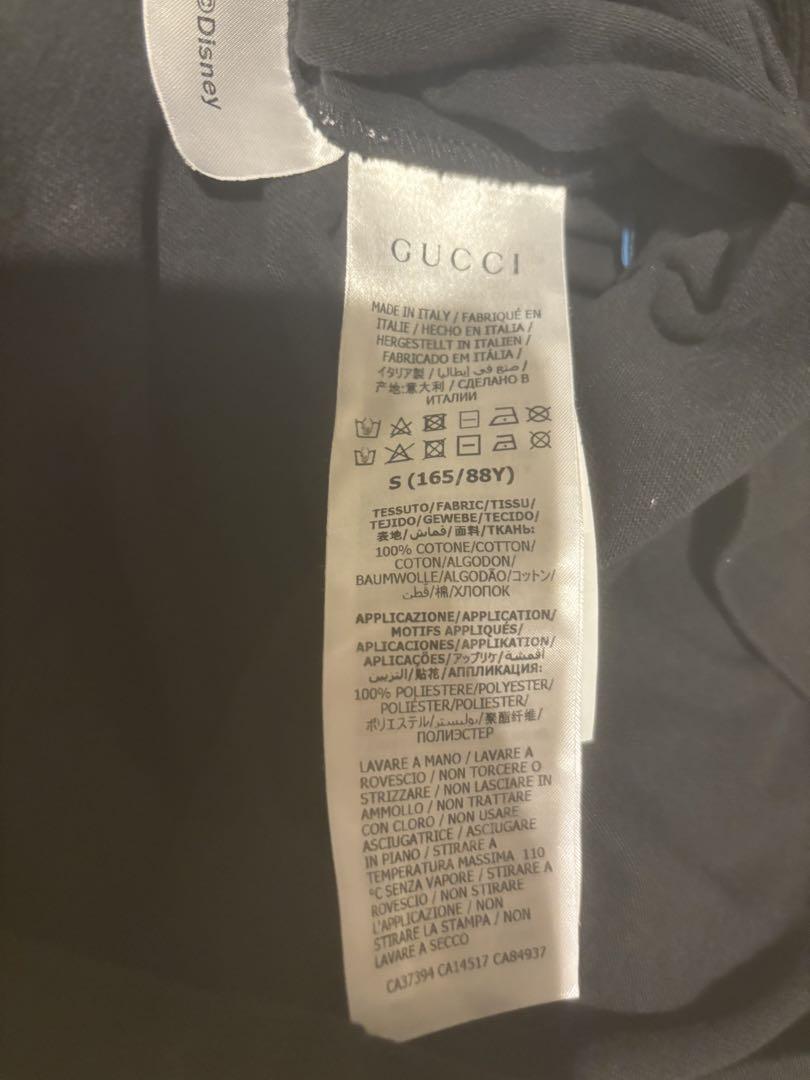 ©Disney
GUCCI
MADE IN ITALY / FABRIQUÉ EN
ITALIE / HECHO EN ITALIA /
HERGESTELLT IN ITALIEN /
FABRICADO EM ITÁLIA /
イタリア製 / صنع في إيطاليا /
产地:意大利 / СДЕЛАНО В
ИТАЛИИ
S (165/88Y)
TESSUTO/FABRIC/TISSU/
TEJIDO/GEWEBE/TECIDO/
表地/قماش/面料/ТКАНЬ:
100% COTONE/COTTON/
COTON/ALGODON/
BAUMWOLLE/ALGODÃO/コットン/
قطن/棉/ХЛОПОК
APPLICAZIONE/APPLICATION/
MOTIFS APPLIQUÉS/
APLICACIONES/APPLIKATION/
APLICAÇÕES/アップリケ/أقمشة
التزيين/贴花/АППЛИКАЦИЯ:
100% POLIESTERE/POLYESTER/
POLIÉSTER/POLIESTER/
ポリエステル/بوليستر/聚酯纤维/
ПОЛИЭСТЕР
LAVARE A MANO / LAVARE A
ROVESCIO / NON TORCERE O
STRIZZARE / NON LASCIARE IN
AMMOLLO / NON TRATTARE
CON CLORO / NON USARE
ASCIUGATRICE / ASCIUGARE
IN PIANO / STIRARE A
TEMPERATURA MASSIMA 110
°C SENZA VAPORE / STIRARE A
ROVESCIO / NON STIRARE
L'APPLICAZIONE / NON
STIRARE LA STAMPA / NON
LAVARE A SECCO
CA37394 CA14517 CA84937